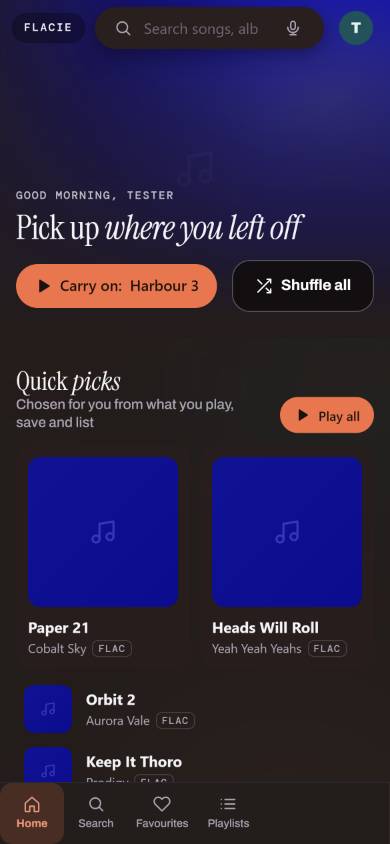 FLACIE
Search songs, alb
T
GOOD MORNING, TESTER
Pick up where you left off
Carry on: Harbour 3
Shuffle all
Quick picks
Chosen for you from what you play,
save and list
Play all
Paper 21
Cobalt Sky FLAC
Heads Will Roll
Yeah Yeah Yeahs FLAC
Orbit 2
Aurora Vale FLAC
Keep It Thoro
Prodigy FLAC
Home
Search
Favourites
Playlists